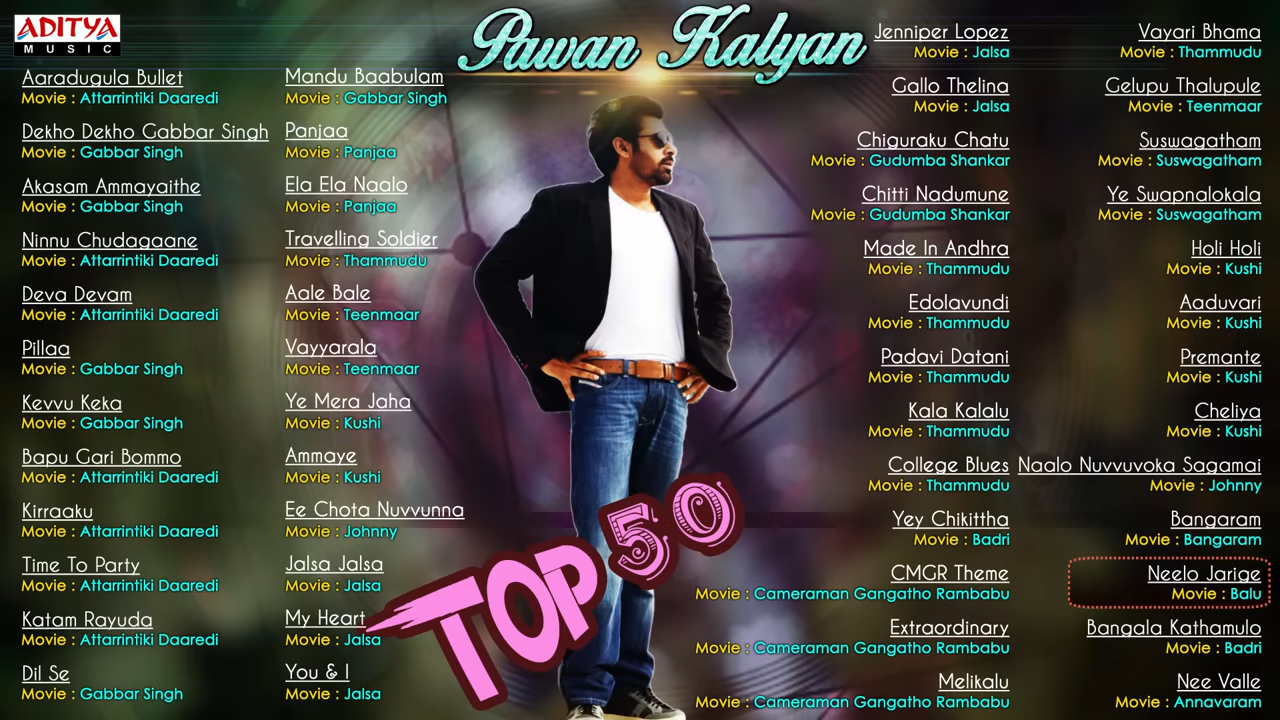 ADITYA
MUSIC
Pawan Kalyan
Aaradugula Bullet
Movie : Attarrintiki Daaredi
Dekho Dekho Gabbar Singh
Movie : Gabbar Singh
Akasam Ammayaithe
Movie : Gabbar Singh
Ninnu Chudagaane
Movie : Attarrintiki Daaredi
Deva Devam
Movie : Attarrintiki Daaredi
Pillaa
Movie : Gabbar Singh
Kevvu Keka
Movie : Gabbar Singh
Bapu Gari Bommo
Movie : Attarrintiki Daaredi
Kirraaku
Movie : Attarrintiki Daaredi
Time To Party
Movie : Attarrintiki Daaredi
Katam Rayuda
Movie : Attarrintiki Daaredi
Dil Se
Movie : Gabbar Singh
Mandu Baabulam
Movie : Gabbar Singh
Panjaa
Movie : Panjaa
Ela Ela Naalo
Movie : Panjaa
Travelling Soldier
Movie : Thammudu
Aale Bale
Movie : Teenmaar
Vayyarala
Movie : Teenmaar
Ye Mera Jaha
Movie : Kushi
Ammaye
Movie : Kushi
Ee Chota Nuvvunna
Movie : Johnny
Jalsa Jalsa
Movie : Jalsa
My Heart
Movie : Jalsa
You & I
Movie : Jalsa
TOP 50
Jenniper Lopez
Movie : Jalsa
Gallo Thelina
Movie : Jalsa
Chiguraku Chatu
Movie : Gudumba Shankar
Chitti Nadumune
Movie : Gudumba Shankar
Made In Andhra
Movie : Thammudu
Edolavundi
Movie : Thammudu
Padavi Datani
Movie : Thammudu
Kala Kalalu
Movie : Thammudu
College Blues
Movie : Thammudu
Yey Chikittha
Movie : Badri
CMGR Theme
Movie : Cameraman Gangatho Rambabu
Extraordinary
Movie : Cameraman Gangatho Rambabu
Melikalu
Movie : Cameraman Gangatho Rambabu
Vayari Bhama
Movie : Thammudu
Gelupu Thalupule
Movie : Teenmaar
Suswagatham
Movie : Suswagatham
Ye Swapnalokala
Movie : Suswagatham
Holi Holi
Movie : Kushi
Aaduvari
Movie : Kushi
Premante
Movie : Kushi
Cheliya
Movie : Kushi
Naalo Nuvvuvoka Sagamai
Movie : Johnny
Bangaram
Movie : Bangaram
Neelo Jarige
Movie : Balu
Bangala Kathamulo
Movie : Badri
Nee Valle
Movie : Annavaram